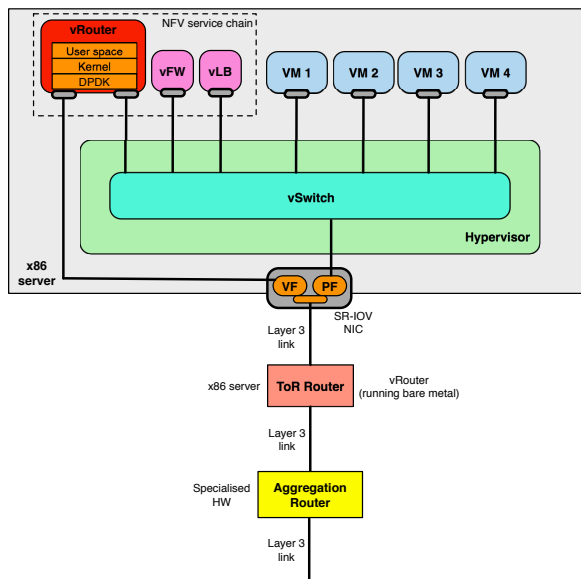 NFV service chain
vRouter
User space
Kernel
DPDK
vFW
vLB
VM 1
VM 2
VM 3
VM 4
vSwitch
Hypervisor
x86
server
VF
PF
SR-IOV
NIC
Layer 3
link
x86 server
ToR Router
vRouter
(running bare metal)
Layer 3
link
Specialised
HW
Aggregation
Router
Layer 3
link